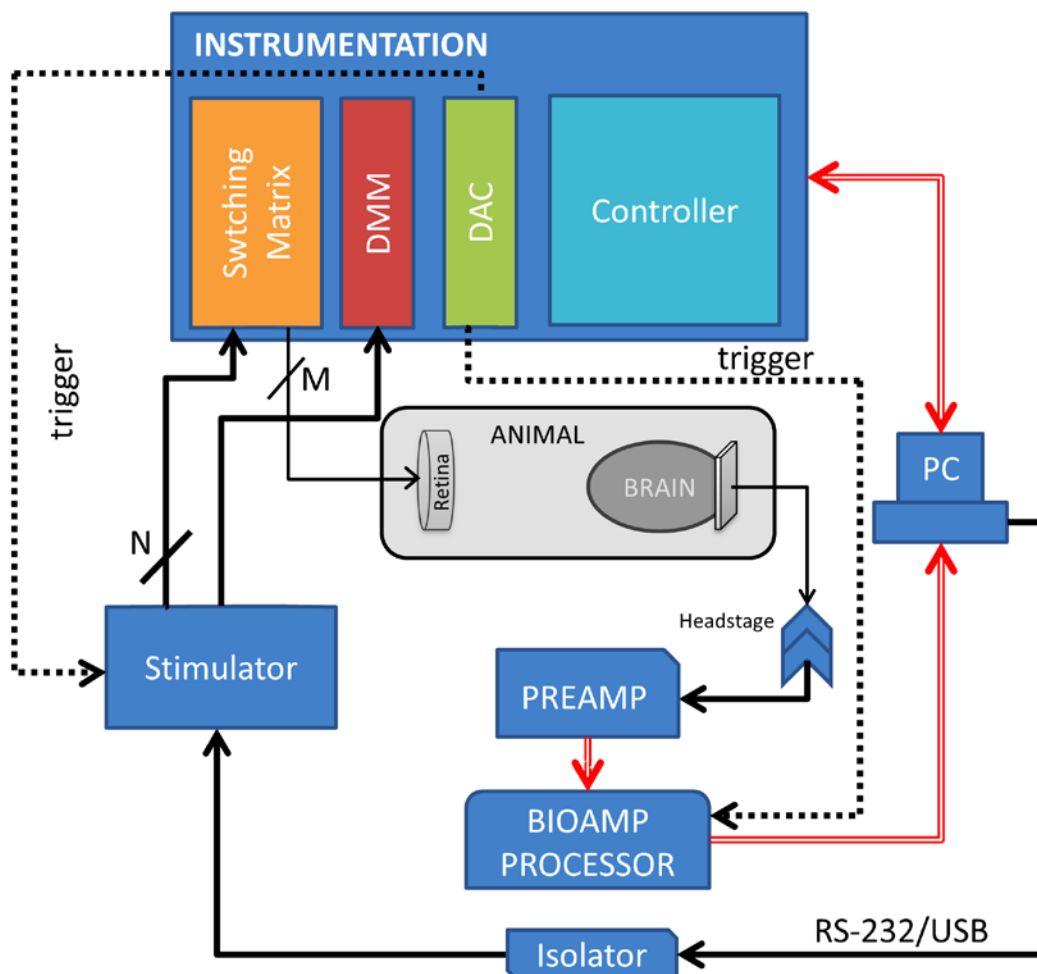 INSTRUMENTATION
Swtching
Matrix
DMM
DAC
Controller
trigger
trigger
M
N
ANIMAL
Retina
BRAIN
PC
Headstage
Stimulator
PREAMP
BIOAMP
PROCESSOR
RS-232/USB
Isolator